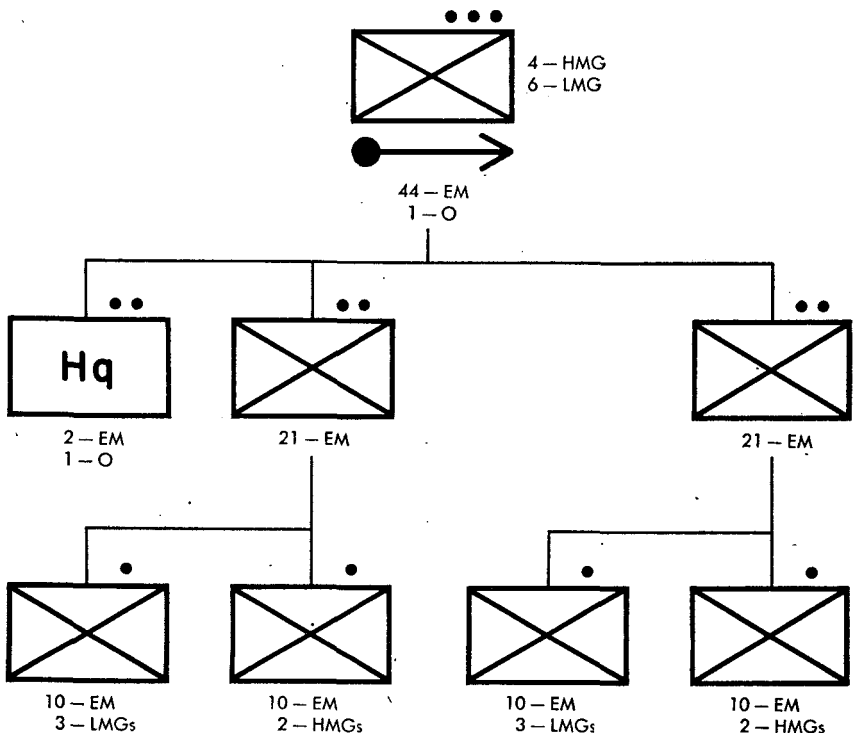 4 — HMG
6 — LMG
44 — EM
1 — O
Hq
2 — EM
1 — O
21 — EM
21 — EM
10 — EM
3 — LMGs
10 — EM
2 — HMGs
10 — EM
3 — LMGs
10 — EM
2 — HMGs